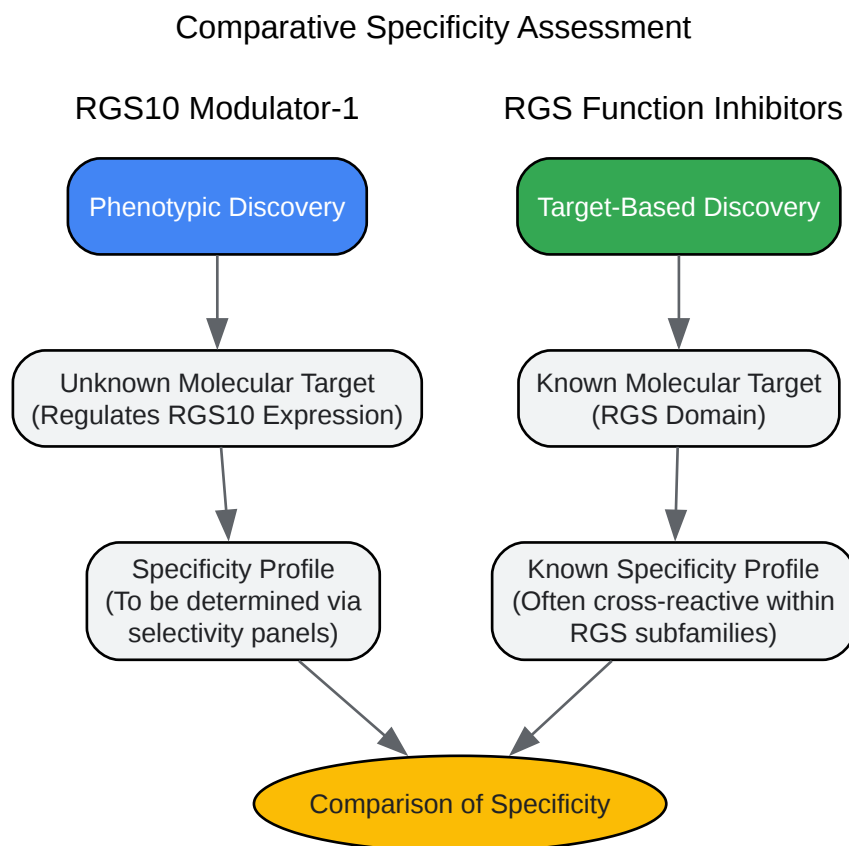 Comparative Specificity Assessment
RGS10 Modulator-1
RGS Function Inhibitors
Phenotypic Discovery
Target-Based Discovery
Unknown Molecular Target
(Regulates RGS10 Expression)
Known Molecular Target
(RGS Domain)
Specificity Profile
(To be determined via
selectivity panels)
Known Specificity Profile
(Often cross-reactive within
RGS subfamilies)
Comparison of Specificity